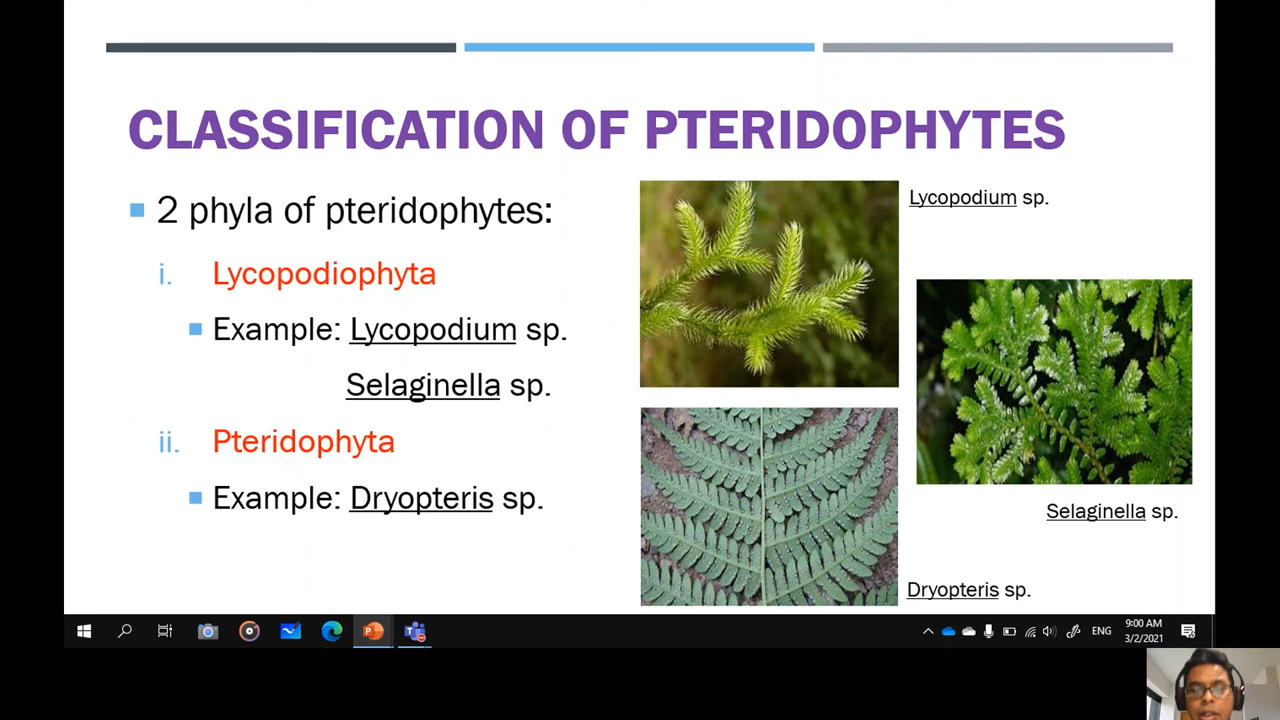 CLASSIFICATION OF PTERIDOPHYTES
2 phyla of pteridophytes:
i. Lycopodiophyta
Example: Lycopodium sp.
Selaginella sp.
ii. Pteridophyta
Example: Dryopteris sp.
Lycopodium sp.
Selaginella sp.
Dryopteris sp.
ENG
9:00 AM
3/2/2021